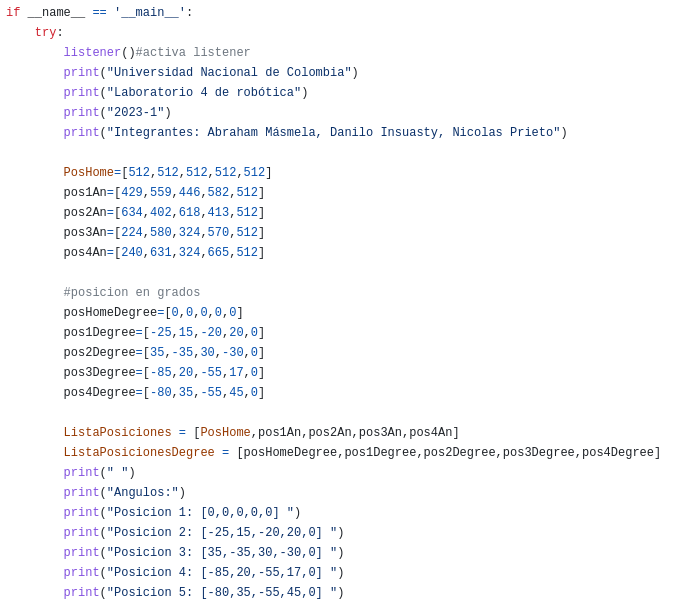 if __name__ == '__main__':
    try:
        listener()#activa listener
        print("Universidad Nacional de Colombia")
        print("Laboratorio 4 de robótica")
        print("2023-1")
        print("Integrantes: Abraham Másmela, Danilo Insuasty, Nicolas Prieto")

        PosHome=[512,512,512,512,512]
        pos1An=[429,559,446,582,512]
        pos2An=[634,402,618,413,512]
        pos3An=[224,580,324,570,512]
        pos4An=[240,631,324,665,512]

        #posicion en grados
        posHomeDegree=[0,0,0,0,0]
        pos1Degree=[-25,15,-20,20,0]
        pos2Degree=[35,-35,30,-30,0]
        pos3Degree=[-85,20,-55,17,0]
        pos4Degree=[-80,35,-55,45,0]

        ListaPosiciones = [PosHome,pos1An,pos2An,pos3An,pos4An]
        ListaPosicionesDegree = [posHomeDegree,pos1Degree,pos2Degree,pos3Degree,pos4Degree]
        print(" ")
        print("Angulos:")
        print("Posicion 1: [0,0,0,0,0] ")
        print("Posicion 2: [-25,15,-20,20,0] ")
        print("Posicion 3: [35,-35,30,-30,0] ")
        print("Posicion 4: [-85,20,-55,17,0] ")
        print("Posicion 5: [-80,35,-55,45,0] ")